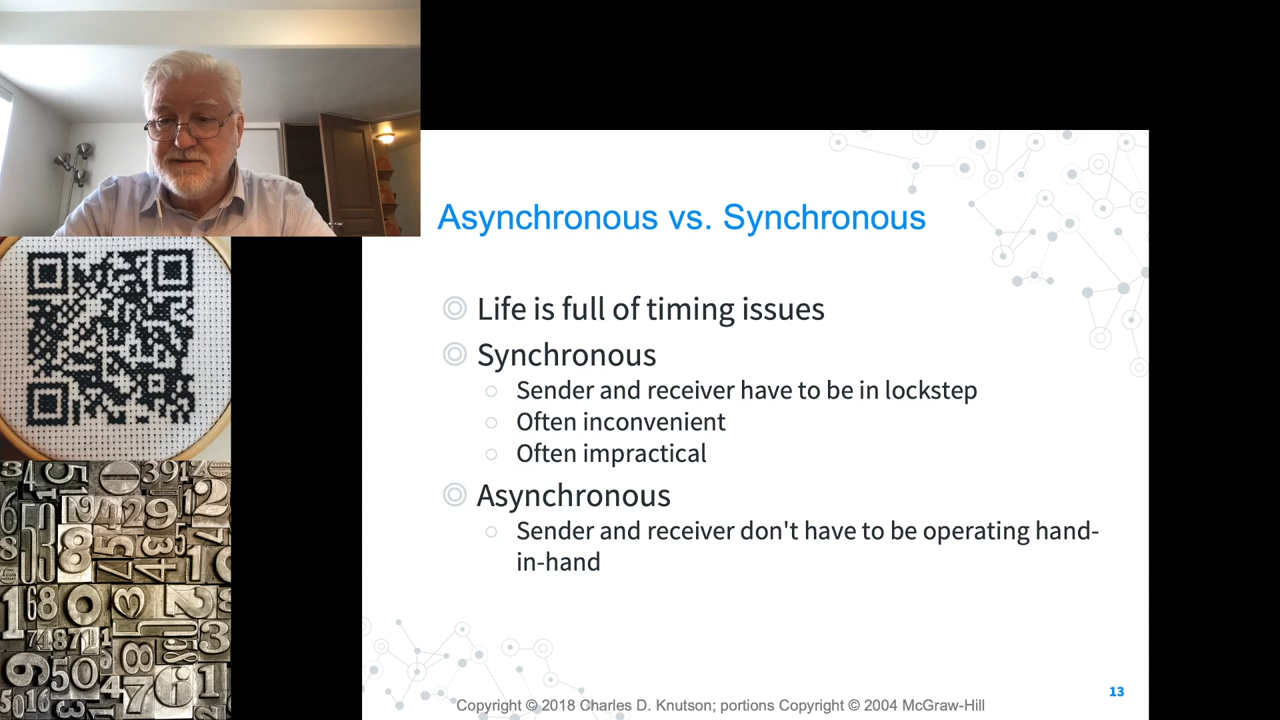 Asynchronous vs. Synchronous
Life is full of timing issues
Synchronous
Sender and receiver have to be in lockstep
Often inconvenient
Often impractical
Asynchronous
Sender and receiver don't have to be operating hand-
in-hand
13
Copyright © 2018 Charles D. Knutson; portions Copyright © 2004 McGraw-Hill